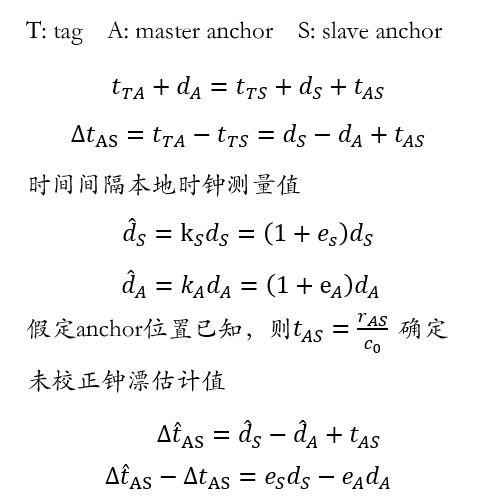 T: tag A: master anchor S: slave anchor
t_{TA} + d_A = t_{TS} + d_S + t_{AS}
Δt_{AS} = t_{TA} − t_{TS} = d_S − d_A + t_{AS}
时间间隔本地时钟测量值
d̂_S = k_S d_S = (1 + e_s)d_S
d̂_A = k_A d_A = (1 + e_A)d_A
假定anchor位置已知，则t_{AS} = \frac{r_{AS}}{c_0} 确定
未校正钟漂估计值
Δt̂_{AS} = d̂_S − d̂_A + t_{AS}
Δt̂_{AS} − Δt_{AS} = e_S d_S − e_A d_A